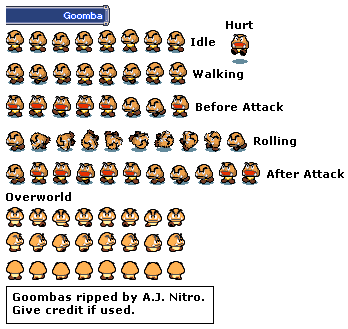 Goomba
Hurt
Idle
Walking
Before Attack
Rolling
After Attack
Overworld
Goombas ripped by A.J. Nitro.
Give credit if used.